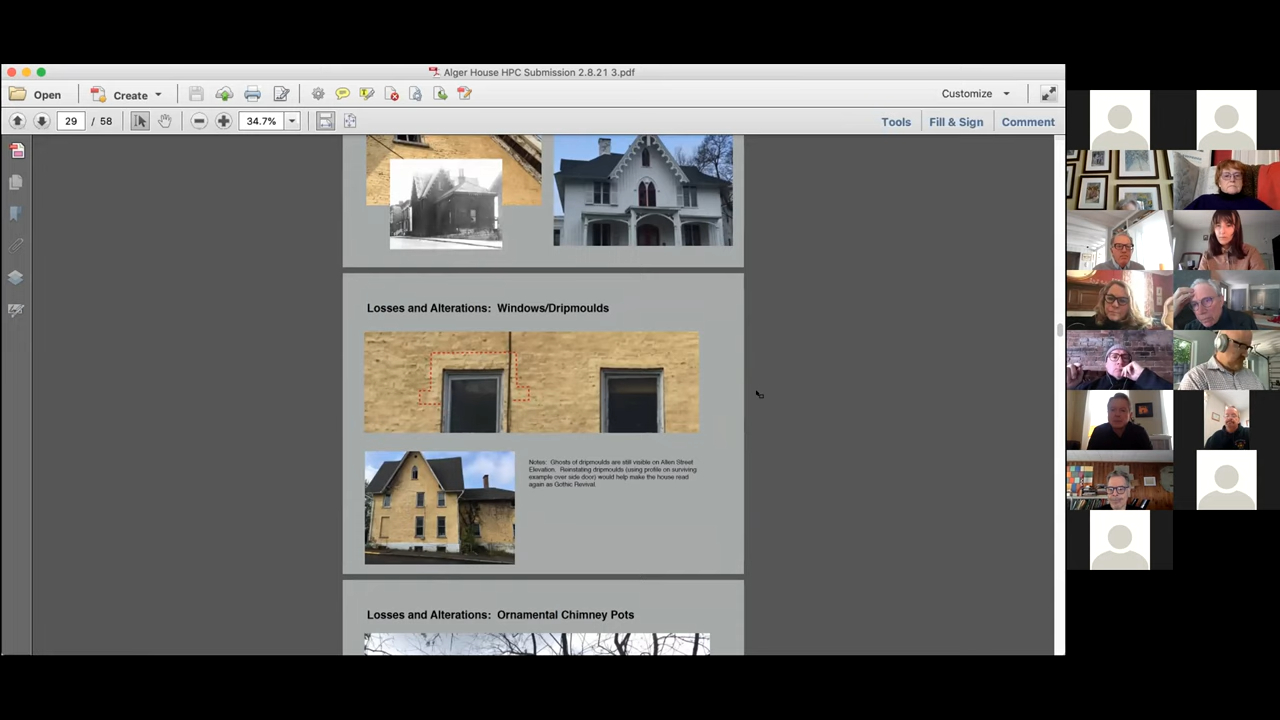 Alger House HPC Submission 2.8.21 3.pdf
Open
Create
Customize
29 / 58
34.7%
Tools
Fill & Sign
Comment
Losses and Alterations: Windows/Dripmoulds
Notes: Ghosts of dripmoulds are still visible on Allen Street
Elevation. Reinstating dripmoulds (using profile on surviving
example over side door) would help make the house read
again as Gothic Revival.
Losses and Alterations: Ornamental Chimney Pots